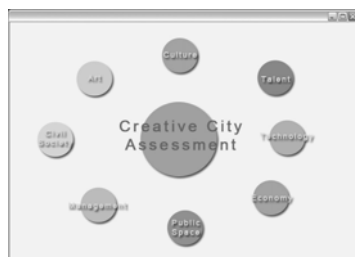 Culture
Art
Talent
Civil
Society
Creative City
Assessment
Technology
Management
Economy
Public
Space